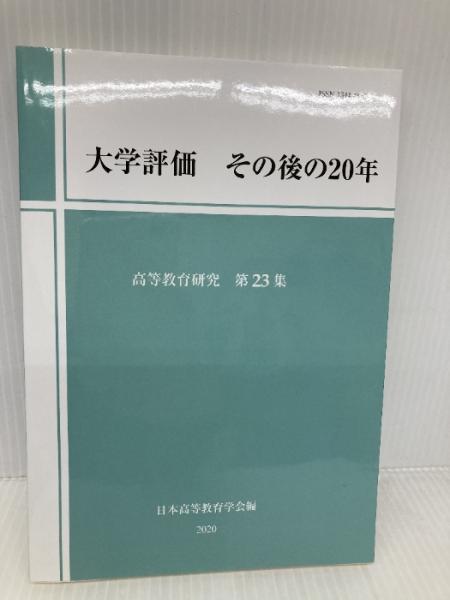 ISSN
大学評価　その後の20年
高等教育研究　第23集
日本高等教育学会編
2020